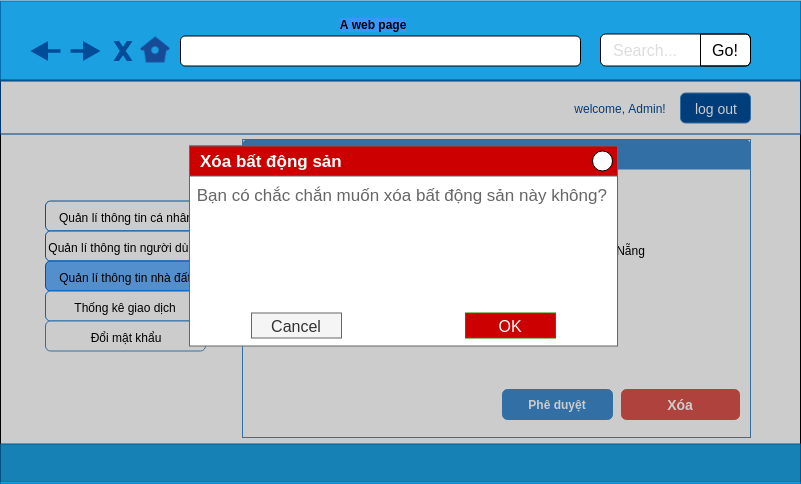 A web page
Search...
Go!
welcome, Admin!
log out
Xóa bất động sản
Bạn có chắc chắn muốn xóa bất động sản này không?
Quản lí thông tin cá nhân
Quản lí thông tin người dù
Nẵng
Quản lí thông tin nhà đất
Thống kê giao dịch
Cancel
OK
Đổi mật khẩu
Phê duyệt
Xóa